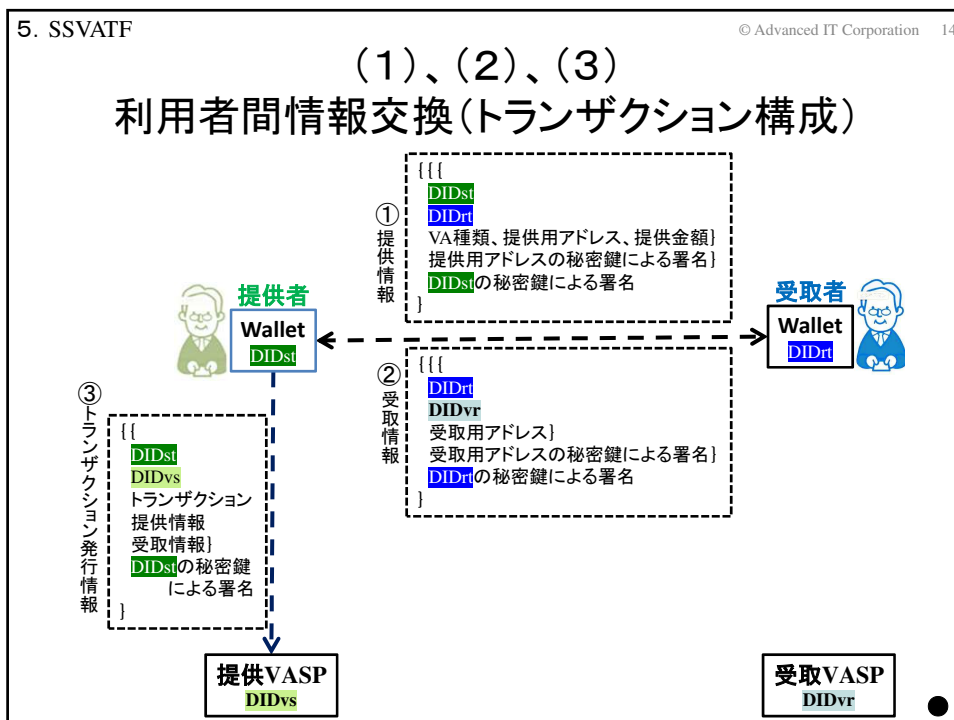 5. SSVATF
© Advanced IT Corporation 14
(1)、(2)、(3)
利用者間情報交換(トランザクション構成)
①提供情報
{{{
DIDst
DIDrt
VA種類、提供用アドレス、提供金額}
提供用アドレスの秘密鍵による署名}
DIDstの秘密鍵による署名
}
提供者
Wallet
DIDst
受取者
Wallet
DIDrt
②受取情報
{{{
DIDrt
DIDvr
受取用アドレス}
受取用アドレスの秘密鍵による署名}
DIDrtの秘密鍵による署名
}
③トランザクション発行情報
{{
DIDst
DIDvs
トランザクション
提供情報
受取情報}
DIDstの秘密鍵
による署名
}
提供VASP
DIDvs
受取VASP
DIDvr